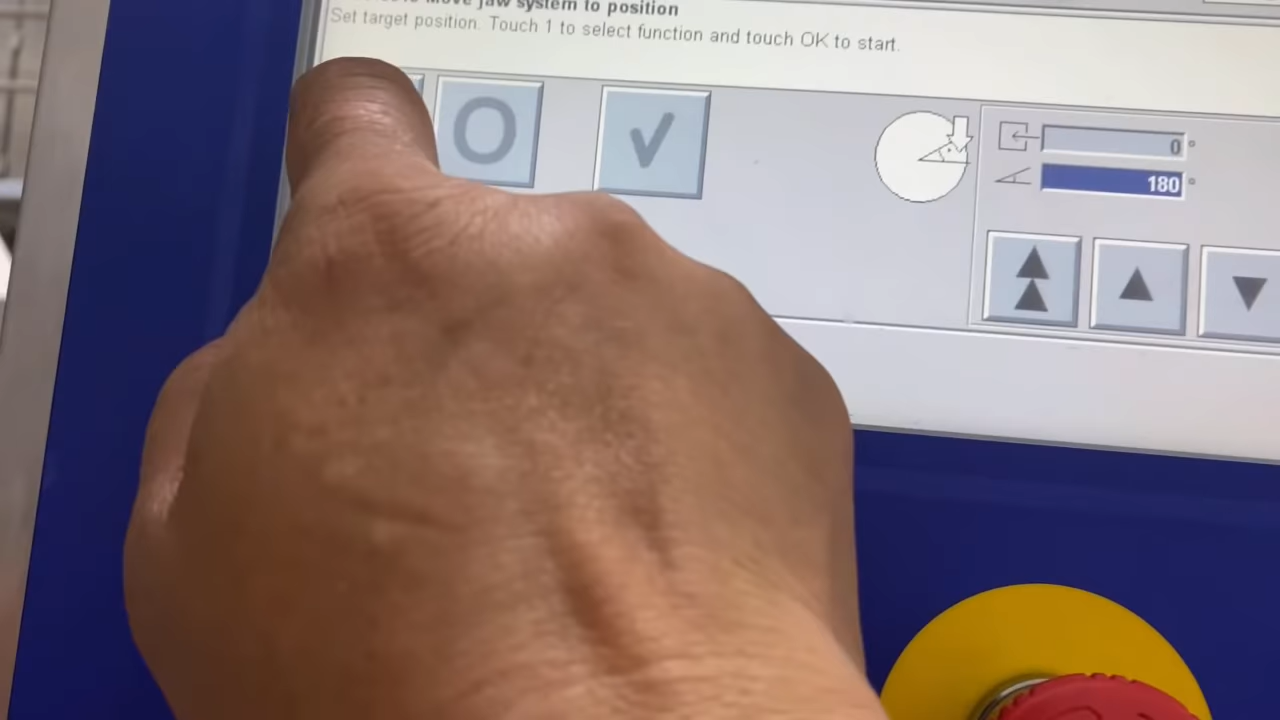 Move jaw system to position
Set target position. Touch 1 to select function and touch OK to start.
O
0 °
180 °